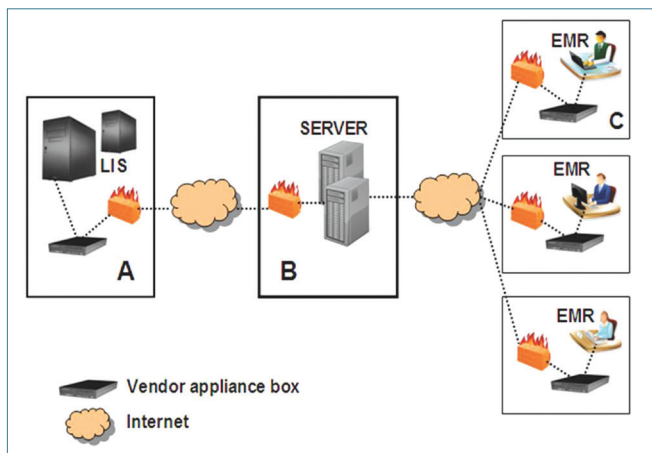 LIS
A
SERVER
B
EMR
C
EMR
EMR
Vendor appliance box
Internet